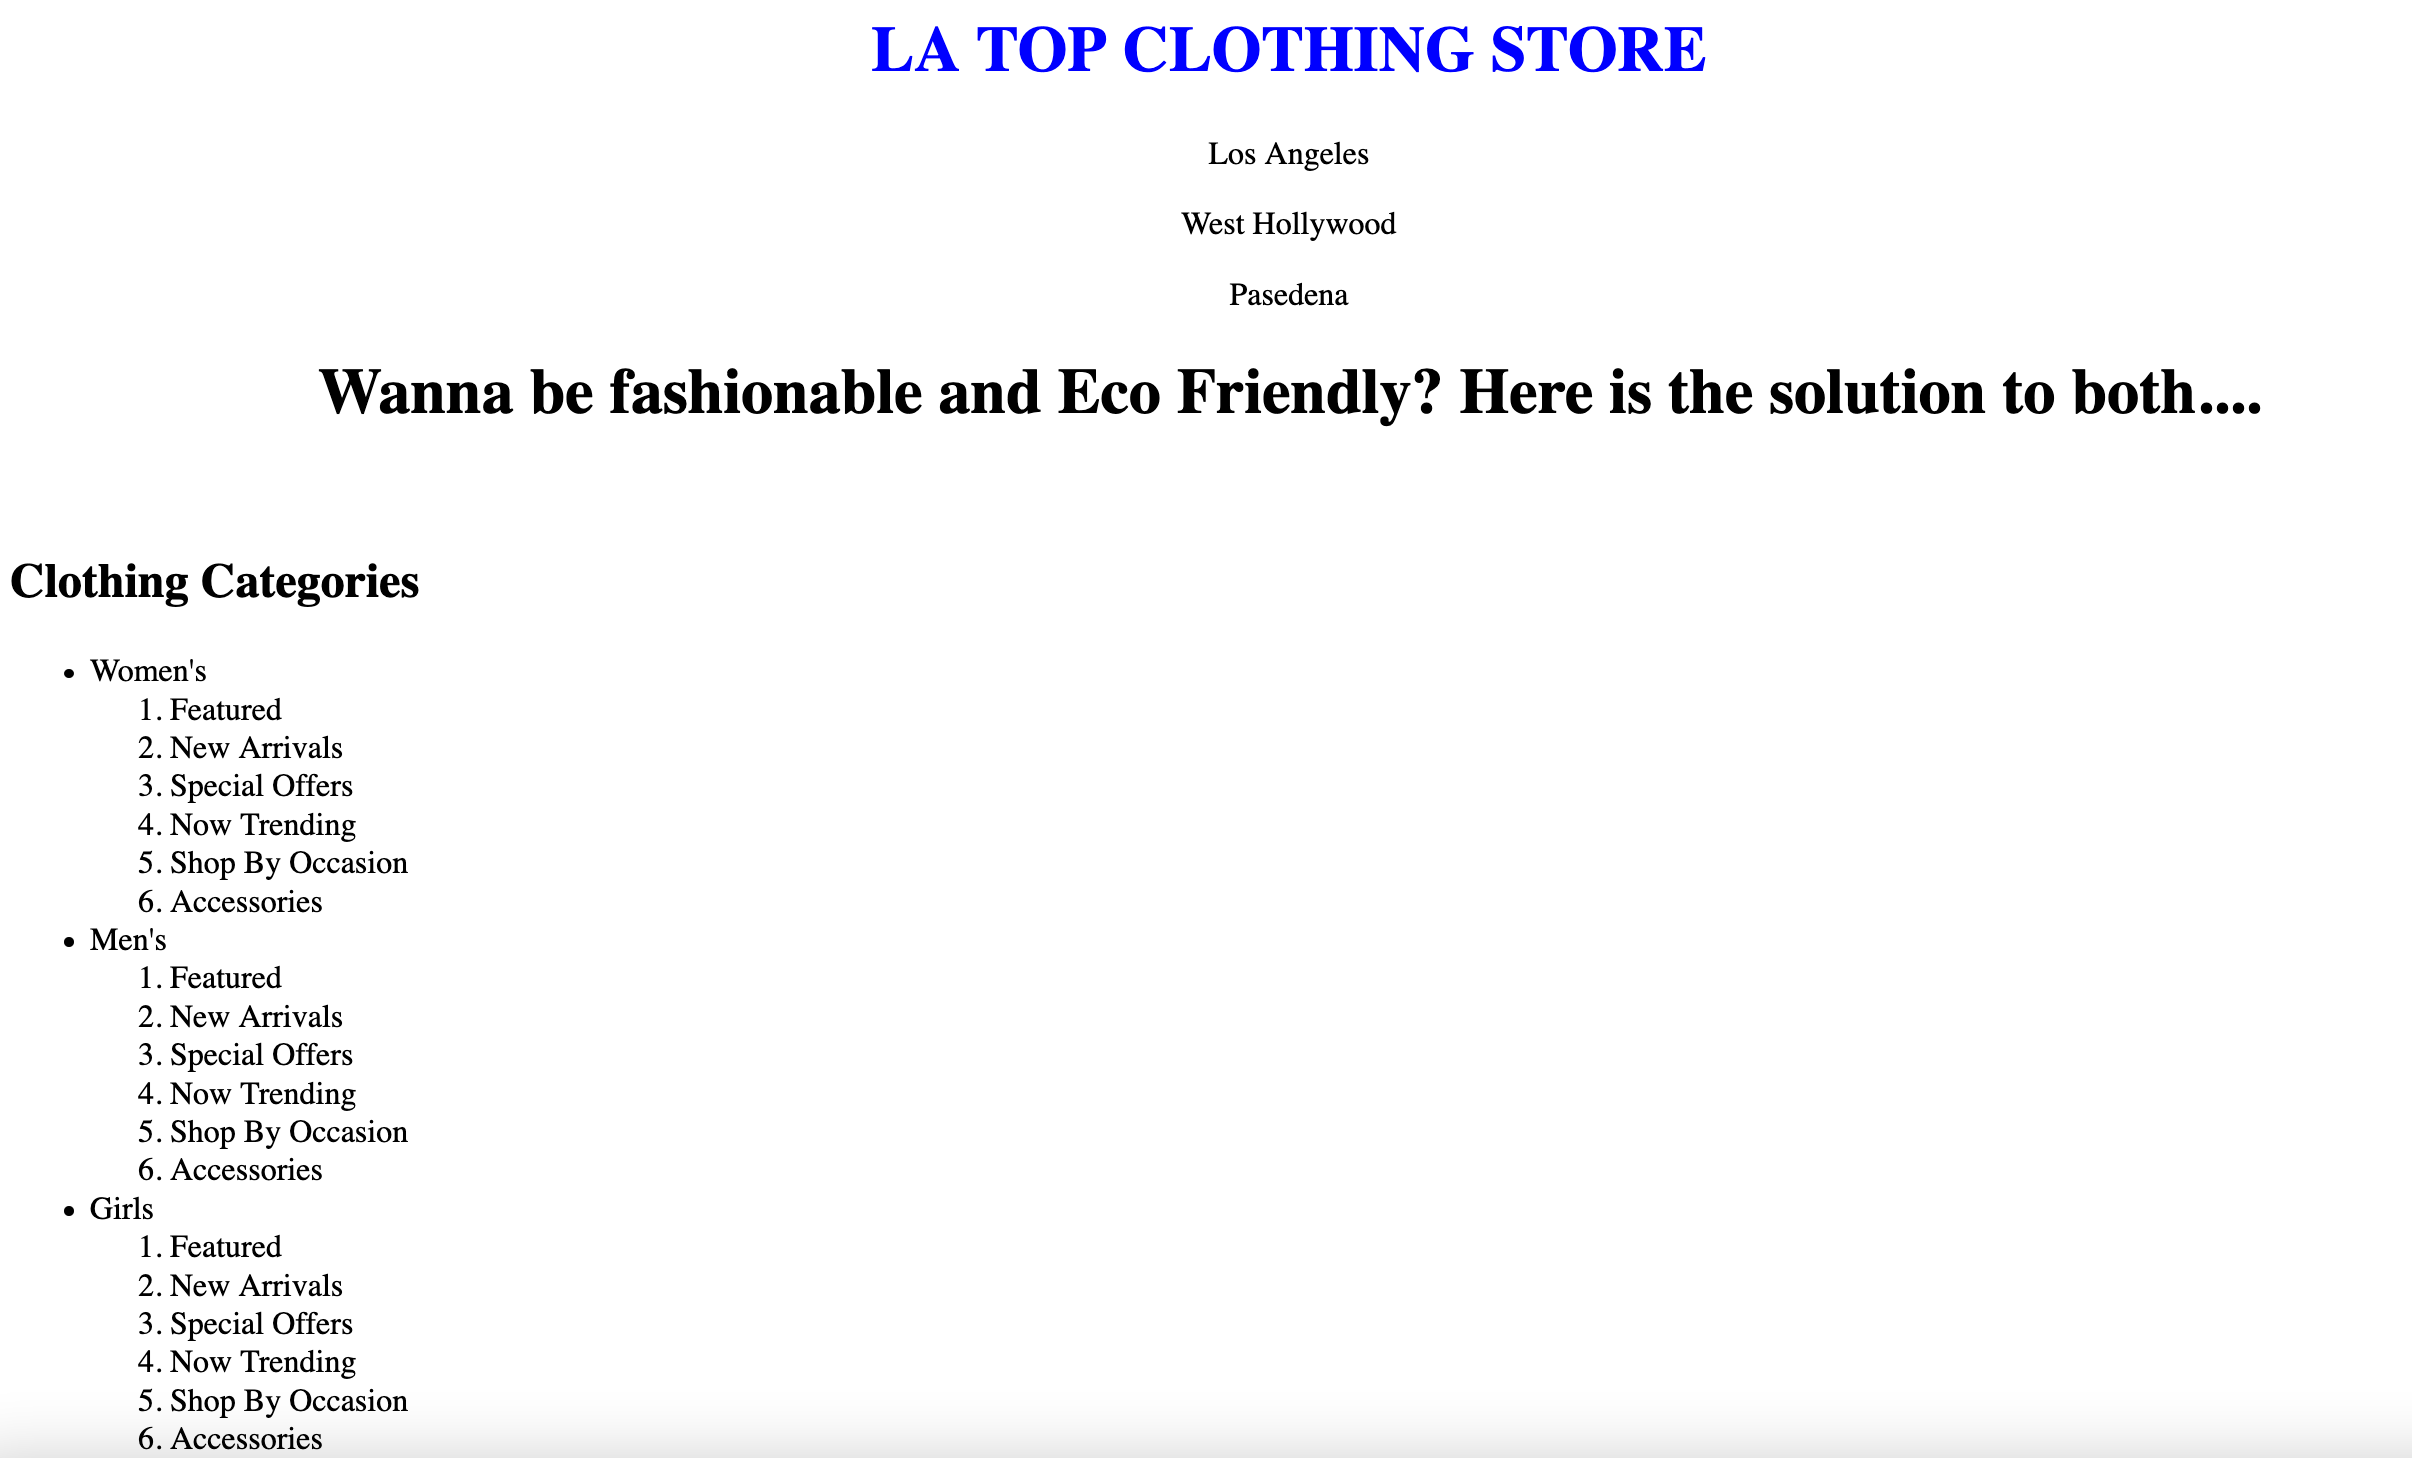 LA TOP CLOTHING STORE
Los Angeles
West Hollywood
Pasedena
Wanna be fashionable and Eco Friendly? Here is the solution to both....
Clothing Categories
• Women's
1. Featured
2. New Arrivals
3. Special Offers
4. Now Trending
5. Shop By Occasion
6. Accessories
• Men's
1. Featured
2. New Arrivals
3. Special Offers
4. Now Trending
5. Shop By Occasion
6. Accessories
• Girls
1. Featured
2. New Arrivals
3. Special Offers
4. Now Trending
5. Shop By Occasion
6. Accessories